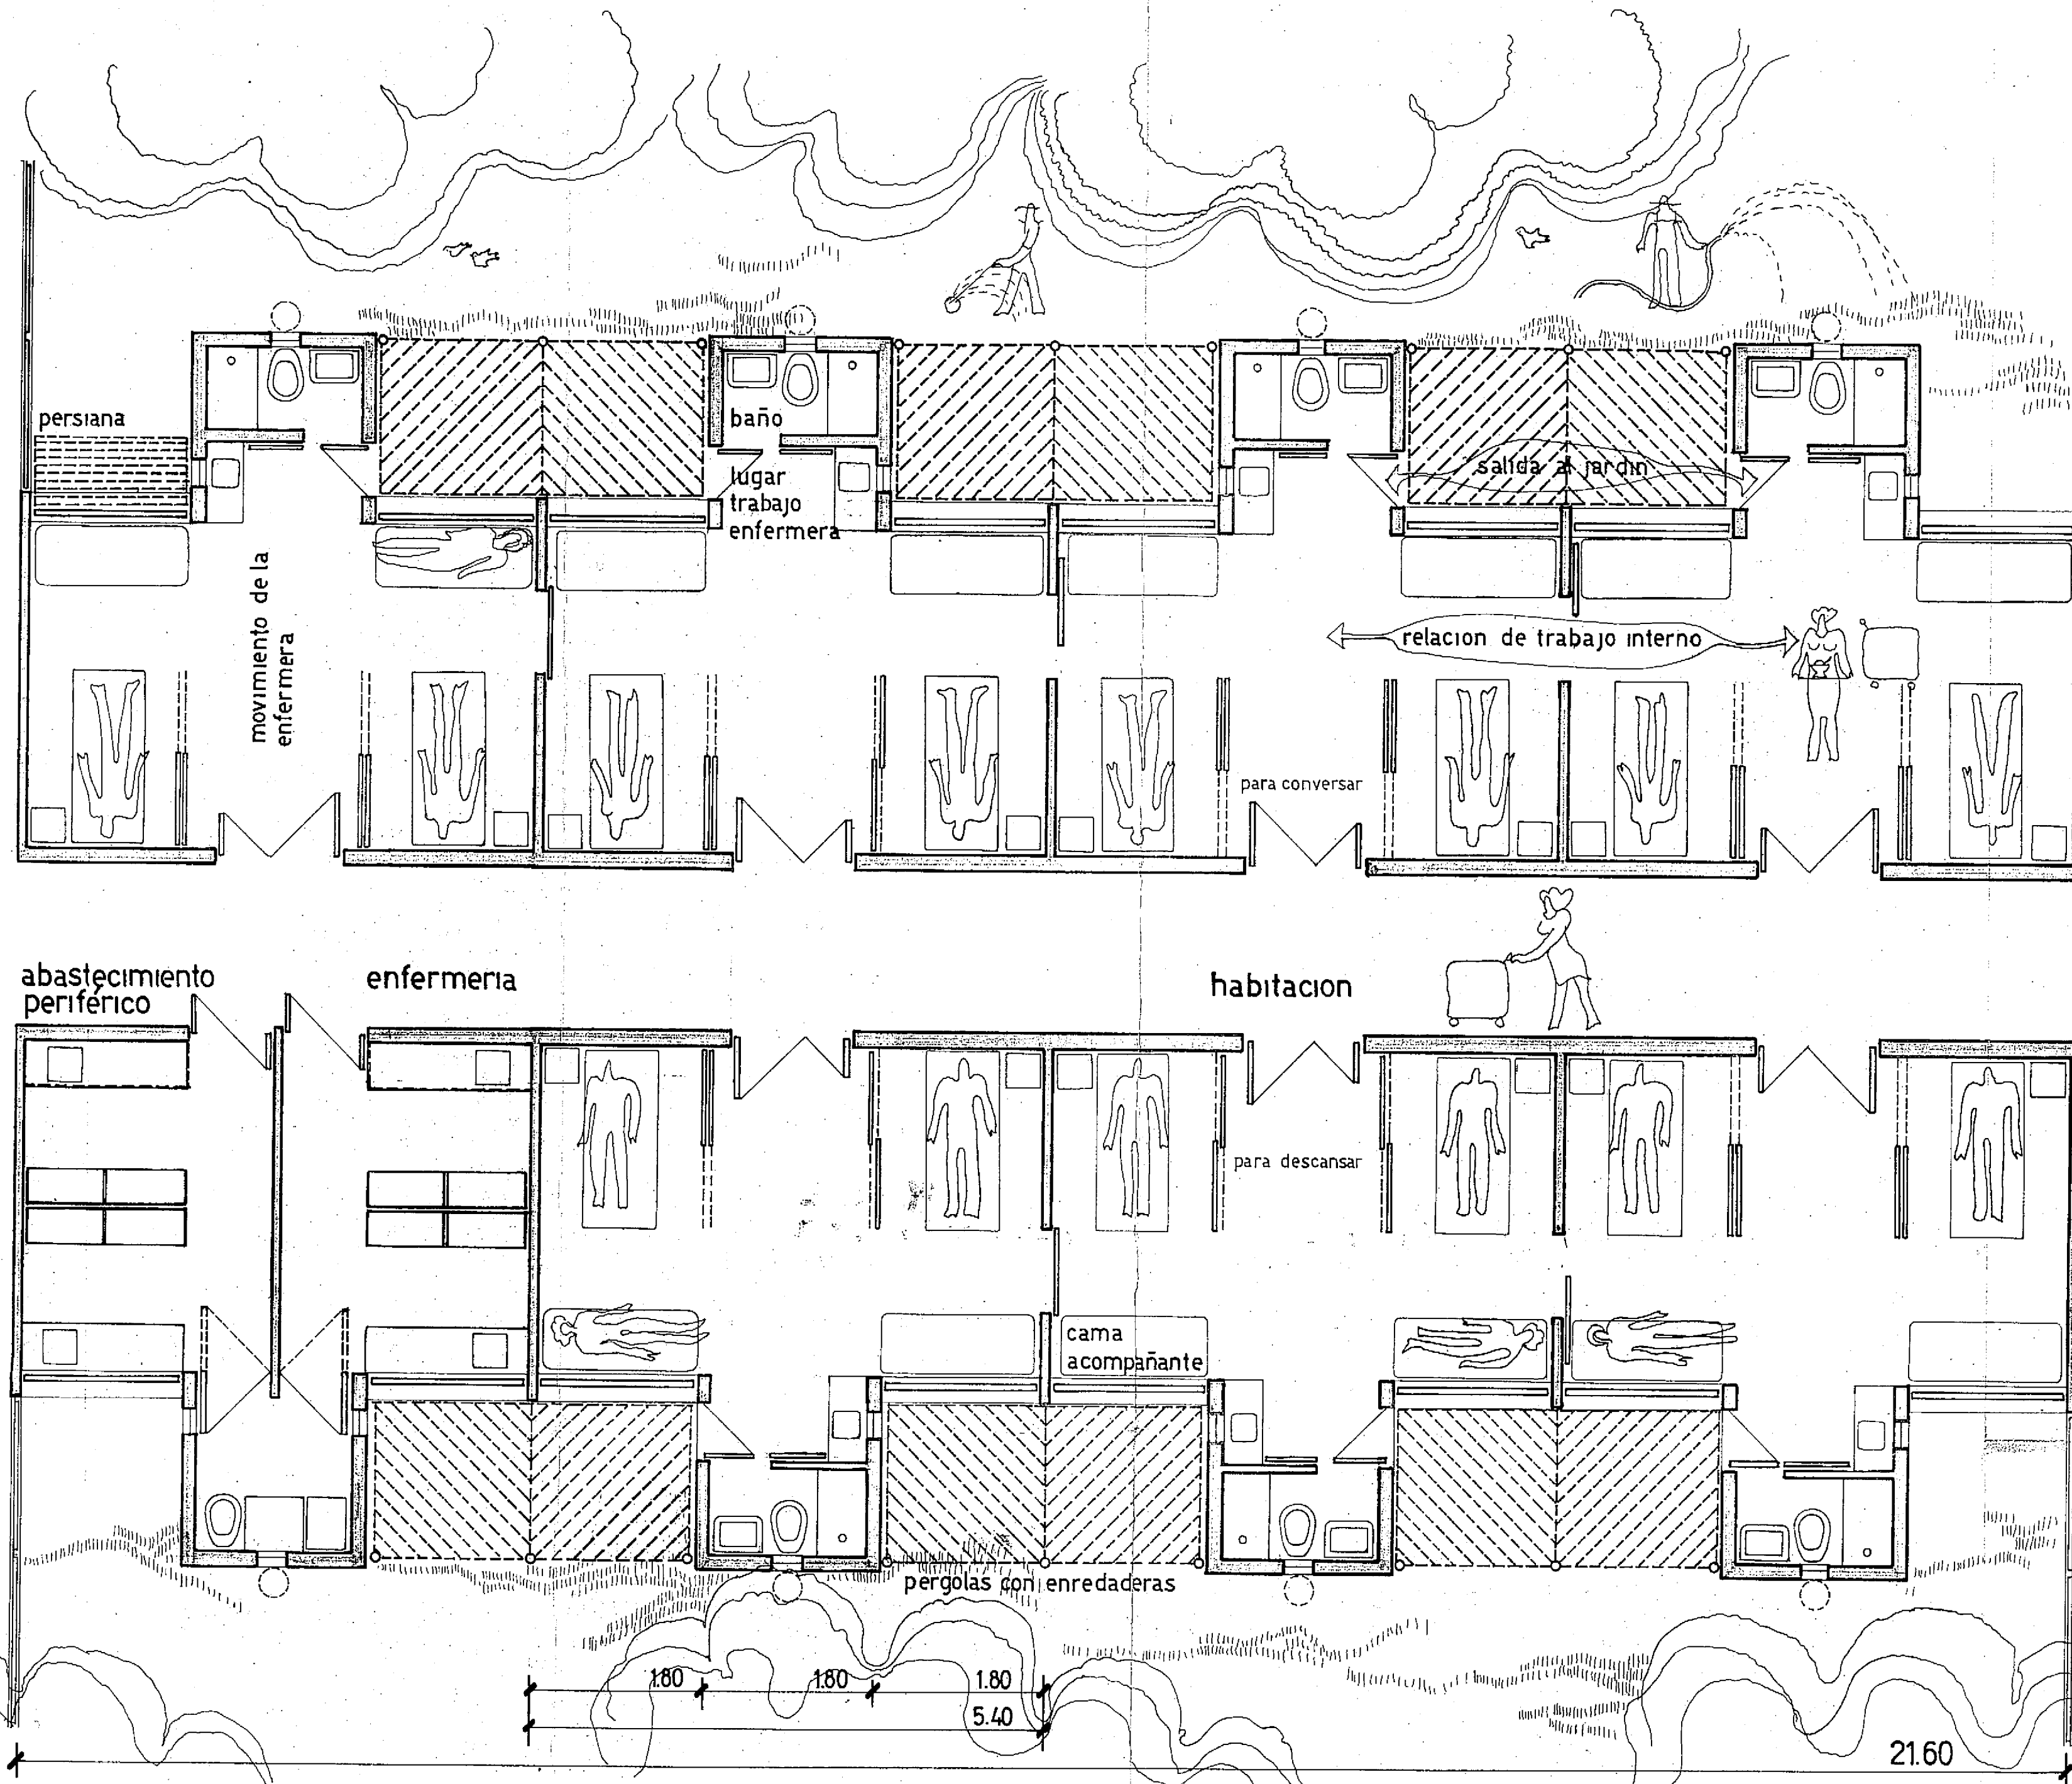 persiana
baño
lugar
trabajo
enfermera
salida al jardin
movimiento de la
enfermera
relacion de trabajo interno
para conversar
abastecimiento
periférico
enfermeria
habitacion
para descansar
cama
acompañante
pergolas con enredaderas
1.80
1.80
1.80
5.40
21.60